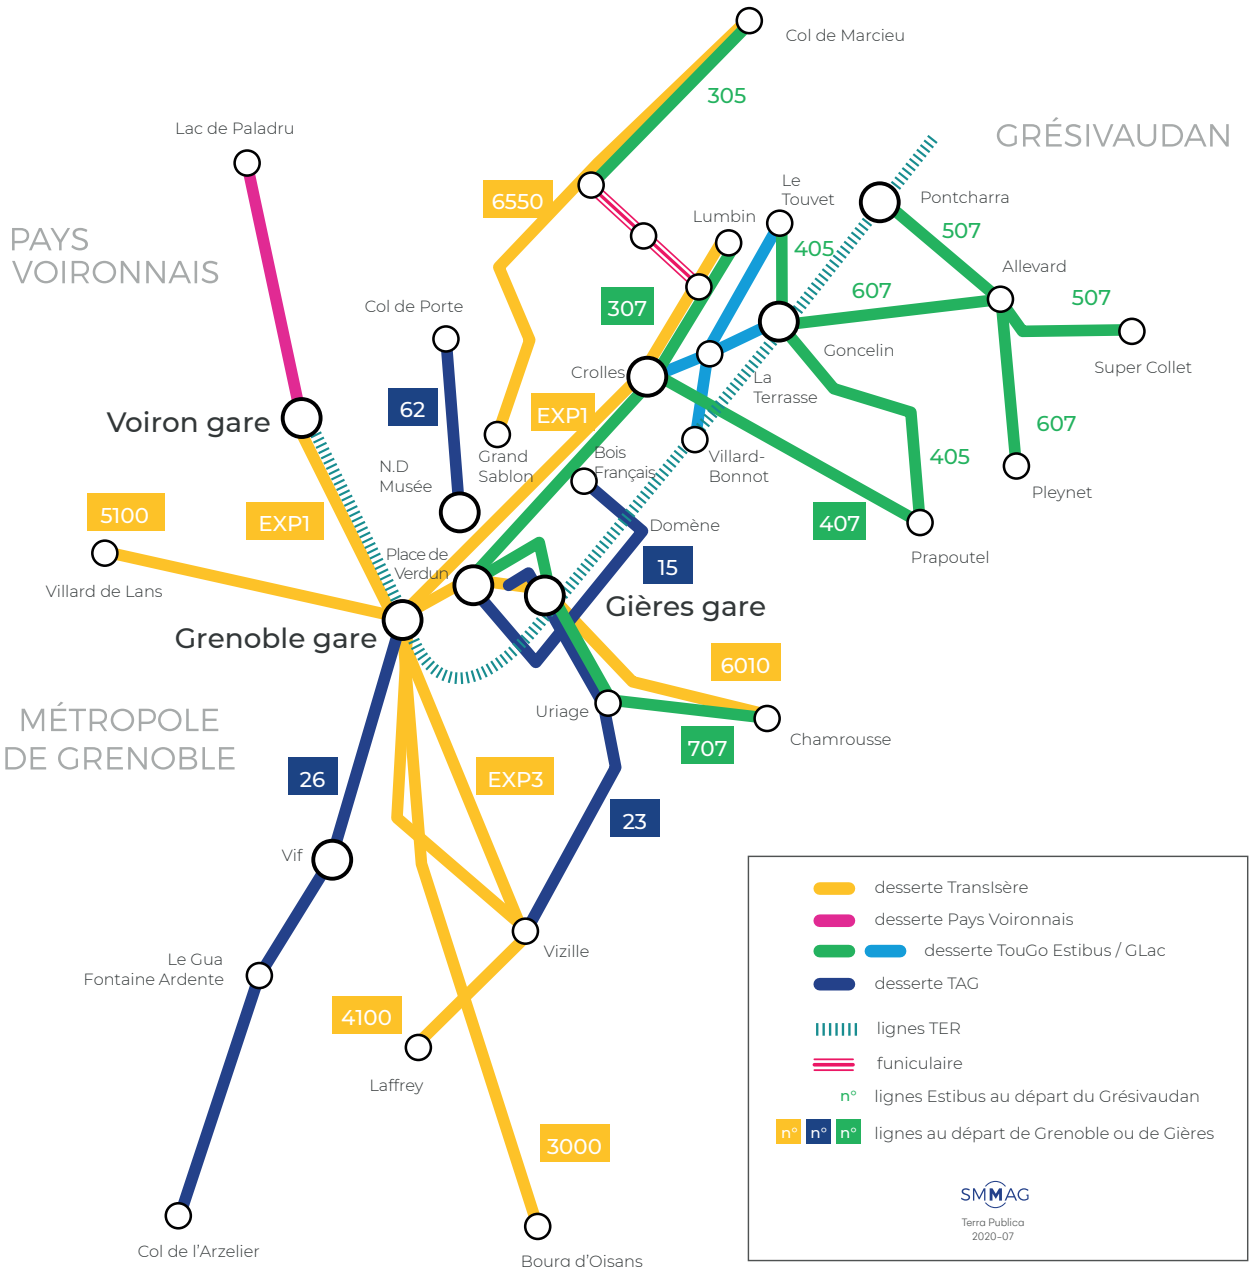 Col de Marcieu
305
Lac de Paladru
GRÉSIVAUDAN
6550
Le
Touvet
Pontcharra
Lumbin
507
PAYS
VOIRONNAIS
405
Allevard
607
507
Col de Porte
307
Goncelin
Super Collet
Crolles
La
Terrasse
62
EXP1
Voiron gare
607
Grand
Sablon
Bois
Français
Villard-
Bonnot
405
N.D
Musée
Pleynet
5100
EXP1
407
Domène
Place de
Verdun
15
Prapoutel
Villard de Lans
Gières gare
Grenoble gare
6010
Uriage
MÉTROPOLE
DE GRENOBLE
707
Chamrousse
26
EXP3
23
Vif
Vizille
Le Gua
Fontaine Ardente
4100
Laffrey
3000
Col de l'Arzelier
Bourg d'Oisans
desserte TransIsère
desserte Pays Voironnais
desserte TouGo Estibus / GLac
desserte TAG
lignes TER
funiculaire
n° lignes Estibus au départ du Grésivaudan
n° n° n° lignes au départ de Grenoble ou de Gières
SMMAG
Terra Publica
2020-07